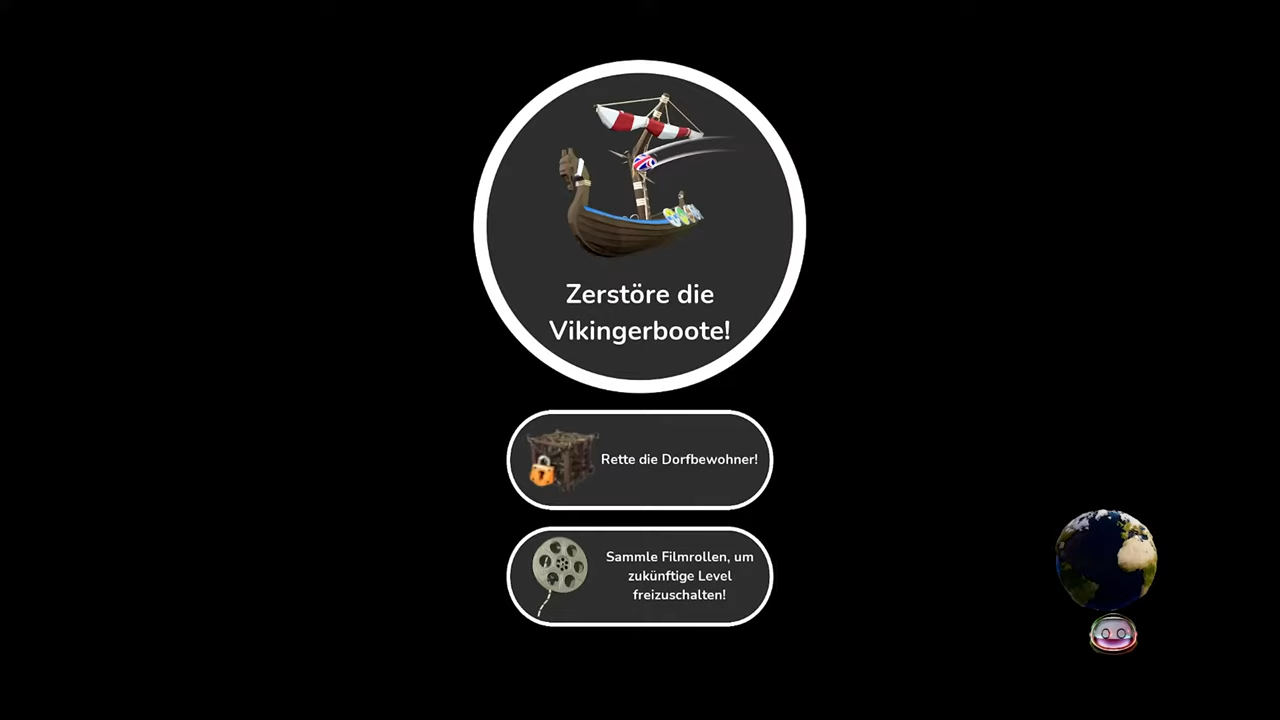 Zerstöre die
Vikingerboote!
Rette die Dorfbewohner!
Sammle Filmrollen, um
zukünftige Level
freizuschalten!